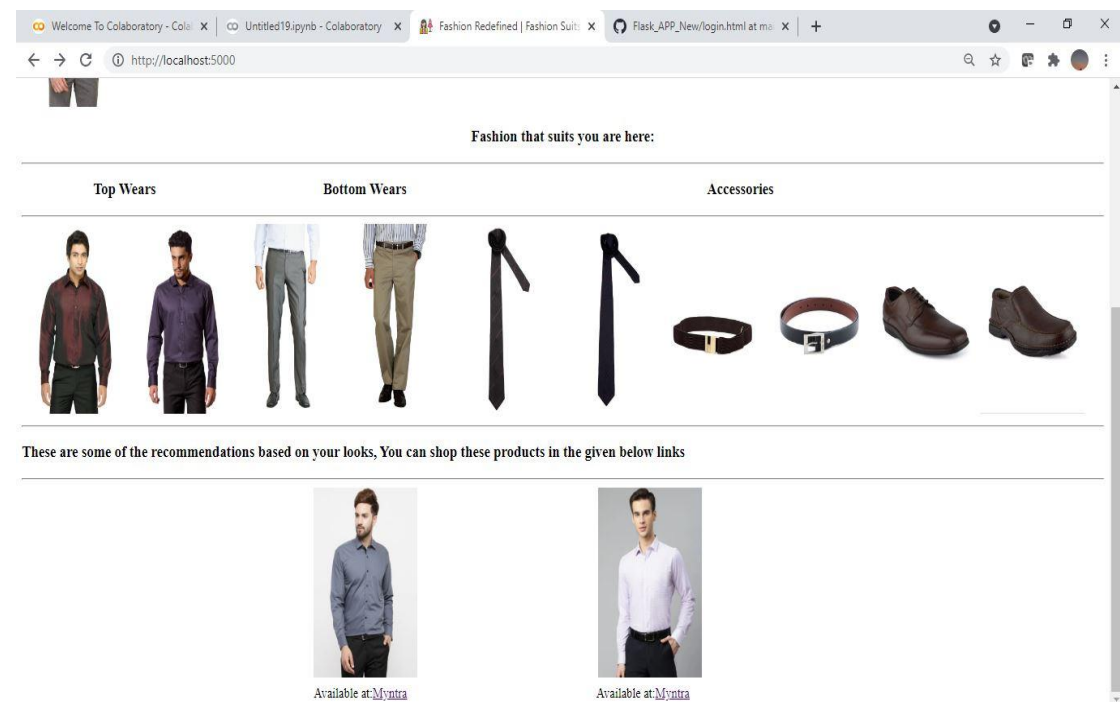 Welcome To Colaboratory - Cola
Untitled19.ipynb - Colaboratory
Fashion Redefined | Fashion Suits
Flask_APP_New/login.html at ma
http://localhost:5000
Fashion that suits you are here:
Top Wears Bottom Wears Accessories
These are some of the recommendations based on your looks, You can shop these products in the given below links
Available at:Myntra Available at:Myntra